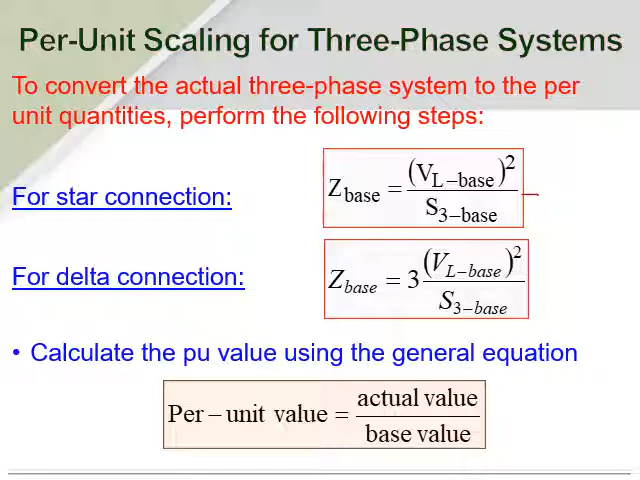 Per-Unit Scaling for Three-Phase Systems
To convert the actual three-phase system to the per
unit quantities, perform the following steps:
For star connection:
Z_base = (V_L–base)^2 / S_3–base
For delta connection:
Z_base = 3 (V_L–base)^2 / S_3–base
• Calculate the pu value using the general equation
Per – unit value = actual value / base value